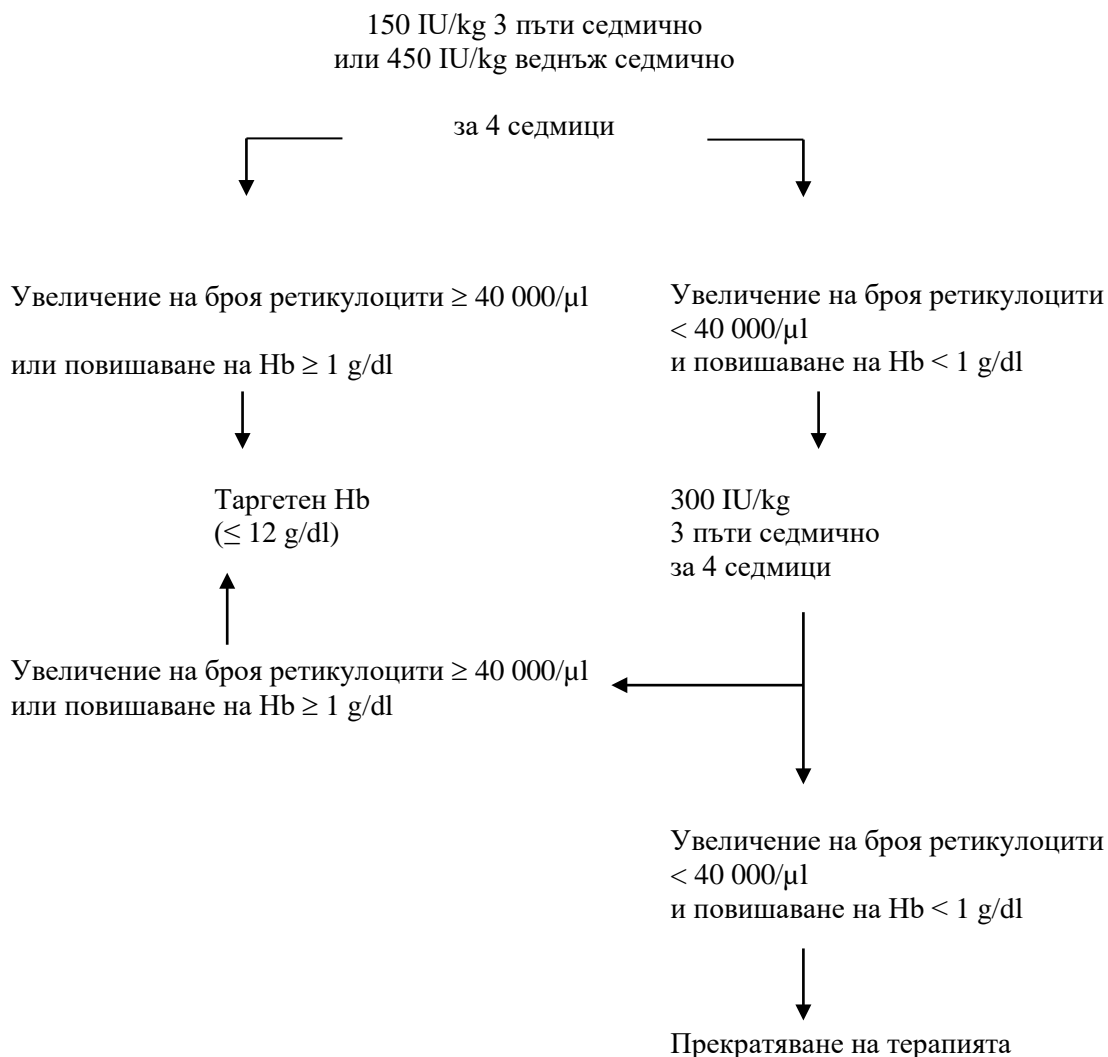 150 IU/kg 3 пъти седмично
или 450 IU/kg веднъж седмично
за 4 седмици
Увеличение на броя ретикулоцити ≥ 40 000/µl
или повишаване на Hb ≥ 1 g/dl
Увеличение на броя ретикулоцити
< 40 000/µl
и повишаване на Hb < 1 g/dl
Таргетен Hb
(≤ 12 g/dl)
300 IU/kg
3 пъти седмично
за 4 седмици
Увеличение на броя ретикулоцити ≥ 40 000/µl
или повишаване на Hb ≥ 1 g/dl
Увеличение на броя ретикулоцити
< 40 000/µl
и повишаване на Hb < 1 g/dl
Прекратяване на терапията